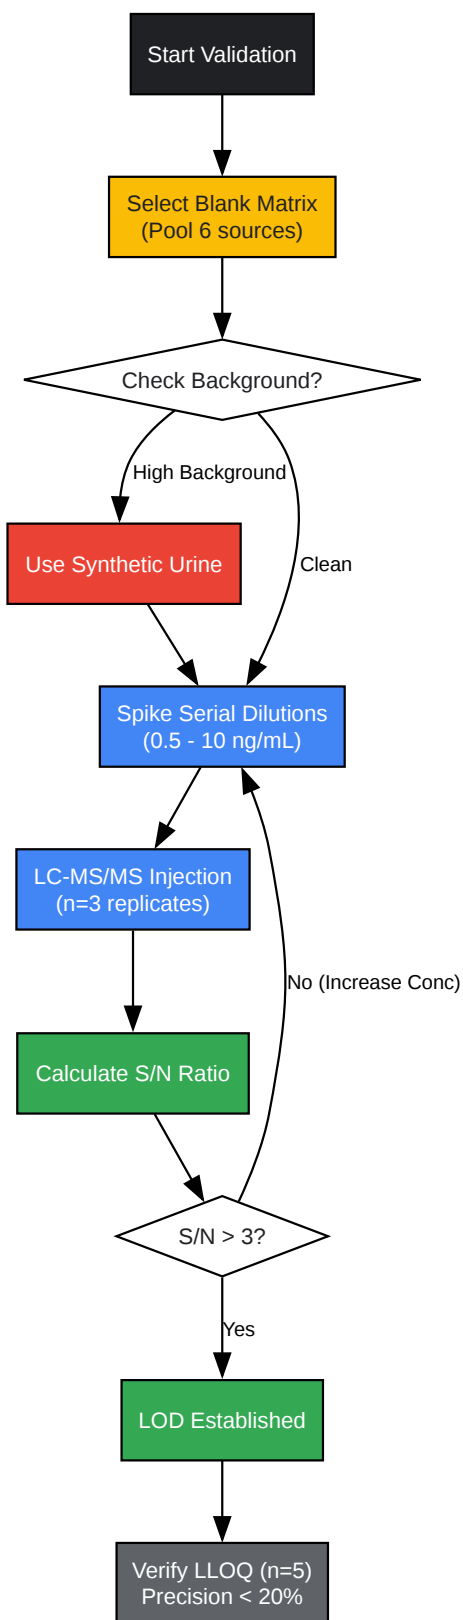 Start Validation
Select Blank Matrix
(Pool 6 sources)
Check Background?
High Background
Use Synthetic Urine
Clean
Spike Serial Dilutions
(0.5 - 10 ng/mL)
LC-MS/MS Injection
(n=3 replicates)
No (Increase Conc)
Calculate S/N Ratio
S/N > 3?
Yes
LOD Established
Verify LLOQ (n=5)
Precision < 20%